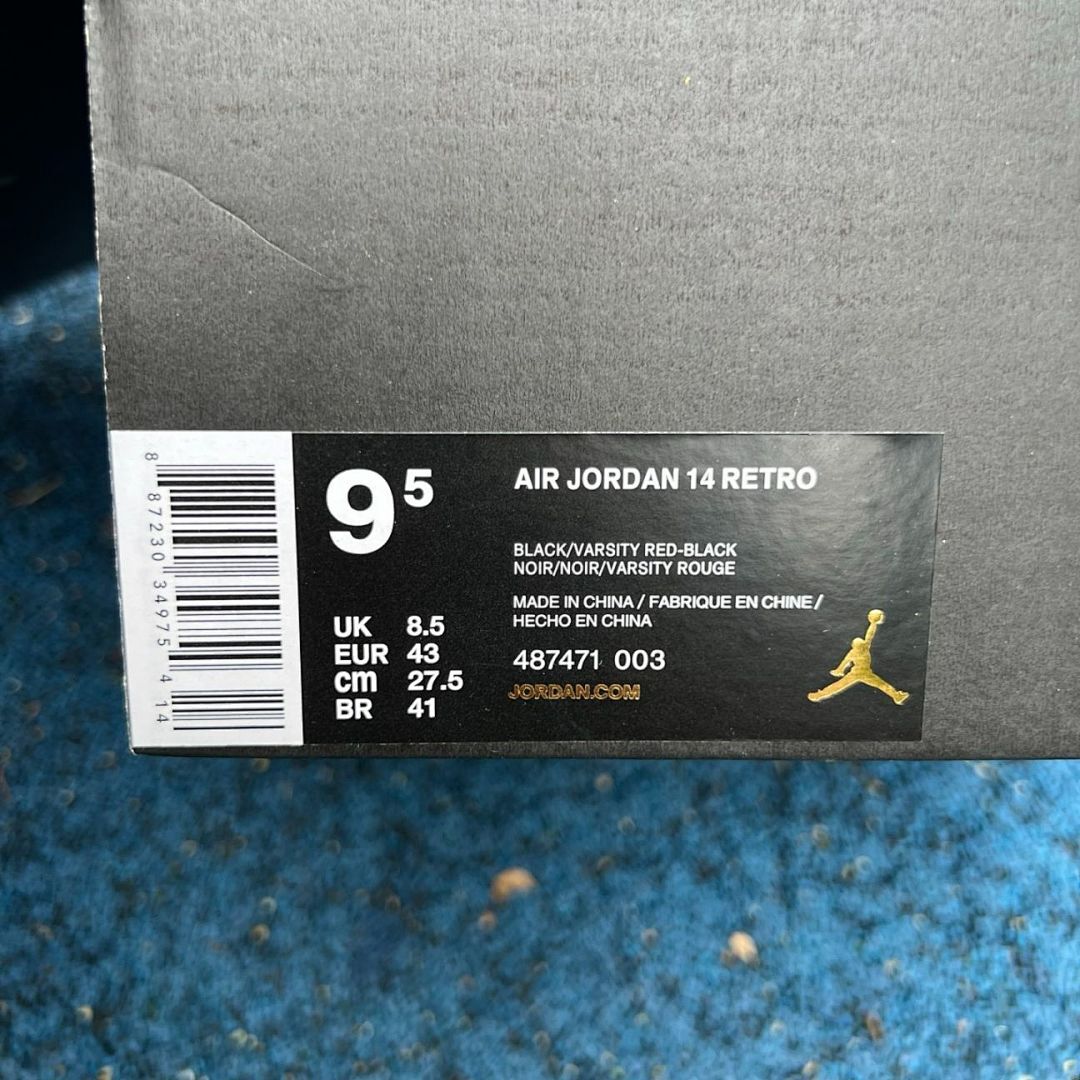 8 87230 34975 4 14
9 5
UK 8.5
EUR 43
cm 27.5
BR 41
AIR JORDAN 14 RETRO
BLACK/VARSITY RED-BLACK
NOIR/NOIR/VARSITY ROUGE
MADE IN CHINA / FABRIQUE EN CHINE /
HECHO EN CHINA
487471 003
JORDAN.COM